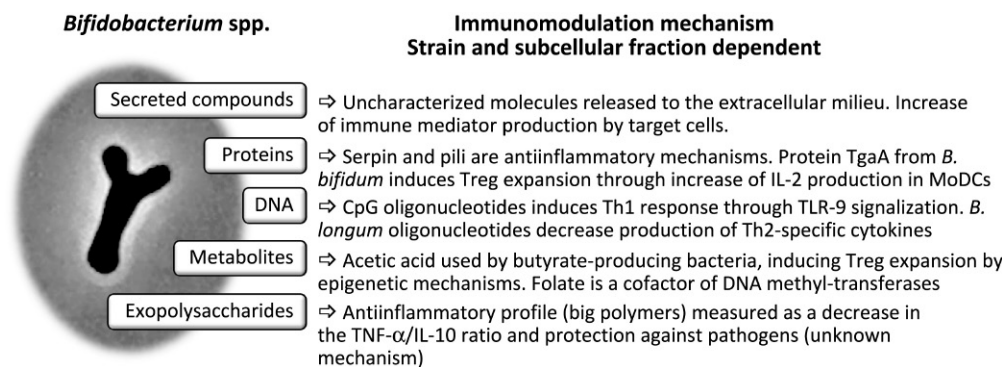 Bifidobacterium spp.
Immunomodulation mechanism
Strain and subcellular fraction dependent
Secreted compounds
⇨ Uncharacterized molecules released to the extracellular milieu. Increase
of immune mediator production by target cells.
Proteins
⇨ Serpin and pili are antiinflammatory mechanisms. Protein TgaA from B.
bifidum induces Treg expansion through increase of IL-2 production in MoDCs
DNA
⇨ CpG oligonucleotides induces Th1 response through TLR-9 signalization. B.
longum oligonucleotides decrease production of Th2-specific cytokines
Metabolites
⇨ Acetic acid used by butyrate-producing bacteria, inducing Treg expansion by
epigenetic mechanisms. Folate is a cofactor of DNA methyl-transferases
Exopolysaccharides
⇨ Antiinflammatory profile (big polymers) measured as a decrease in
the TNF-α/IL-10 ratio and protection against pathogens (unknown
mechanism)